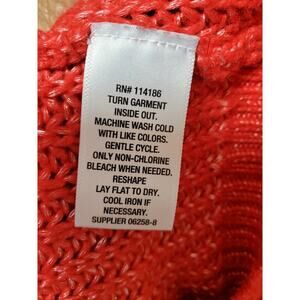 RN# 114186
TURN GARMENT
INSIDE OUT.
MACHINE WASH COLD
WITH LIKE COLORS.
GENTLE CYCLE.
ONLY NON-CHLORINE
BLEACH WHEN NEEDED.
RESHAPE
LAY FLAT TO DRY.
COOL IRON IF
NECESSARY.
SUPPLIER 06258-8